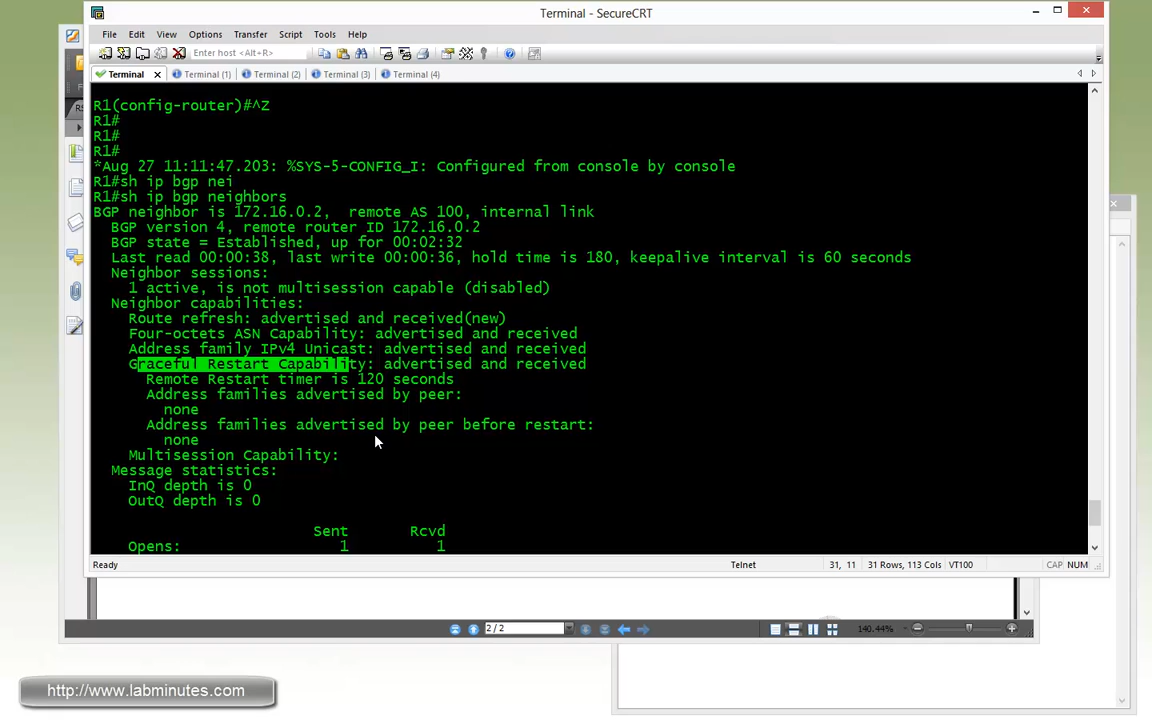 Terminal - SecureCRT
File Edit View Options Transfer Script Tools Help
Enter host <Alt+R>
Terminal Terminal (1) Terminal (2) Terminal (3) Terminal (4)
R1(config-router)#^Z
R1#
R1#
R1#
*Aug 27 11:11:47.203: %SYS-5-CONFIG_I: Configured from console by console
R1#sh ip bgp nei
R1#sh ip bgp neighbors
BGP neighbor is 172.16.0.2,  remote AS 100, internal link
BGP version 4, remote router ID 172.16.0.2
BGP state = Established, up for 00:02:32
Last read 00:00:38, last write 00:00:36, hold time is 180, keepalive interval is 60 seconds
Neighbor sessions:
1 active, is not multisession capable (disabled)
Neighbor capabilities:
Route refresh: advertised and received(new)
Four-octets ASN Capability: advertised and received
Address family IPv4 Unicast: advertised and received
Graceful Restart Capability: advertised and received
Remote Restart timer is 120 seconds
Address families advertised by peer:
none
Address families advertised by peer before restart:
none
Multisession Capability:
Message statistics:
InQ depth is 0
OutQ depth is 0
Sent Rcvd
Opens: 1 1
Ready Telnet 31, 11 31 Rows, 113 Cols VT100 CAP NUM
2 / 2 140.44%
http://www.labminutes.com